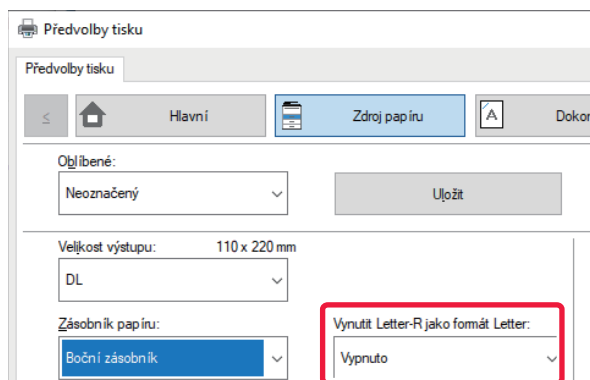 Předvolby tisku
Předvolby tisku
<
Hlavní
Zdroj papíru
A
Dokon
Oblíbené:
Neoznačený
Uložit
Velikost výstupu: 110 x 220 mm
DL
Zásobník papíru:
Vynutit Letter-R jako formát Letter:
Boční zásobník
Vypnuto